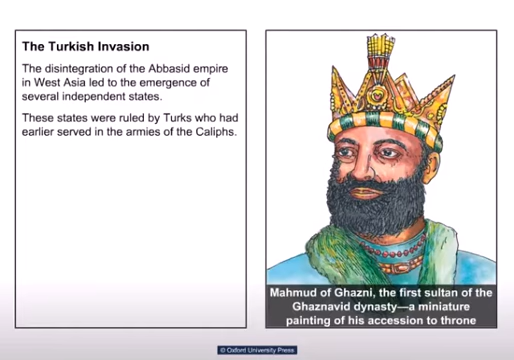 The Turkish Invasion
The disintegration of the Abbasid empire
in West Asia led to the emergence of
several independent states.
These states were ruled by Turks who had
earlier served in the armies of the Caliphs.
Mahmud of Ghazni, the first sultan of the
Ghaznavid dynasty—a miniature
painting of his accession to throne
© Oxford University Press